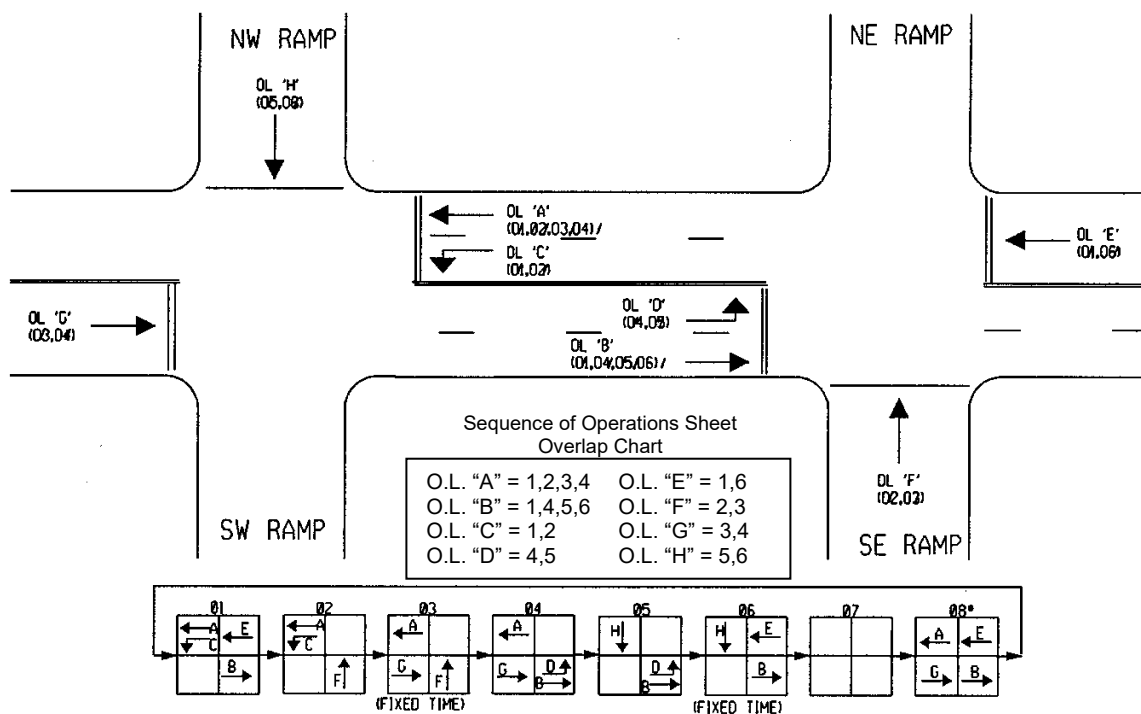 NW RAMP
NE RAMP
OL 'H'
(05,08)
OL 'A'
(01,02/03,04)/
OL 'C'
(01,02)
OL 'E'
(01,06)
OL 'G'
(03,04)
OL 'D'
(04,05)
OL 'B'
(01,04/05/06)/
Sequence of Operations Sheet
Overlap Chart
O.L. “A” = 1,2,3,4 O.L. “E” = 1,6
O.L. “B” = 1,4,5,6 O.L. “F” = 2,3
O.L. “C” = 1,2 O.L. “G” = 3,4
O.L. “D” = 4,5 O.L. “H” = 5,6
OL 'F'
(02,03)
SW RAMP
SE RAMP
01 02 03 04 05 06 07 08*
A E A A A H H E A E
C C
B F G F G D B D B B G B
(FIXED TIME) (FIXED TIME)